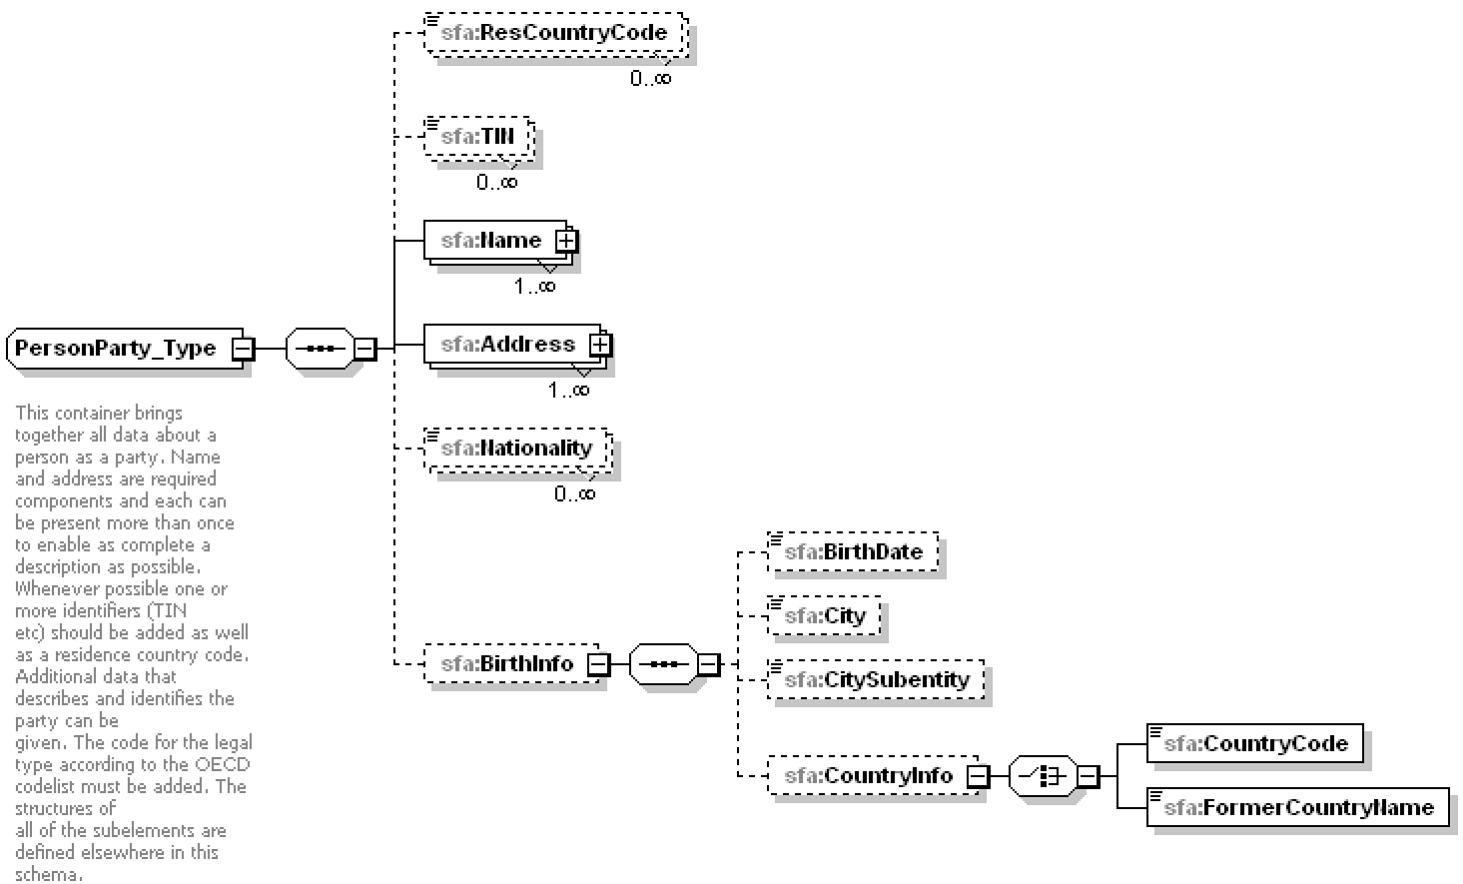 sfa:ResCountryCode
0..∞
sfa:TIN
0..∞
sfa:Name
1..∞
PersonParty_Type
sfa:Address
1..∞
This container brings
together all data about a
person as a party. Name
and address are required
components and each can
be present more than once
to enable as complete a
description as possible.
Whenever possible one or
more identifiers (TIN
etc) should be added as well
as a residence country code.
Additional data that
describes and identifies the
party can be
given. The code for the legal
type according to the OECD
codelist must be added. The
structures of
all of the subelements are
defined elsewhere in this
schema.
sfa:Nationality
0..∞
sfa:BirthInfo
sfa:BirthDate
sfa:City
sfa:CitySubentity
sfa:CountryInfo
sfa:CountryCode
sfa:FormerCountryName